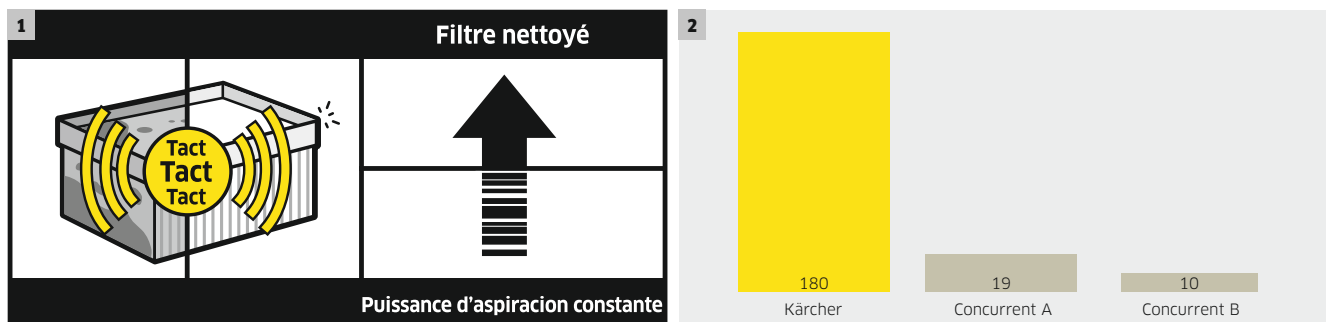 1
Filtre nettoyé
Tact
Tact
Tact
Puissance d'aspiracion constante
2
180
19
10
Kärcher
Concurrent A
Concurrent B